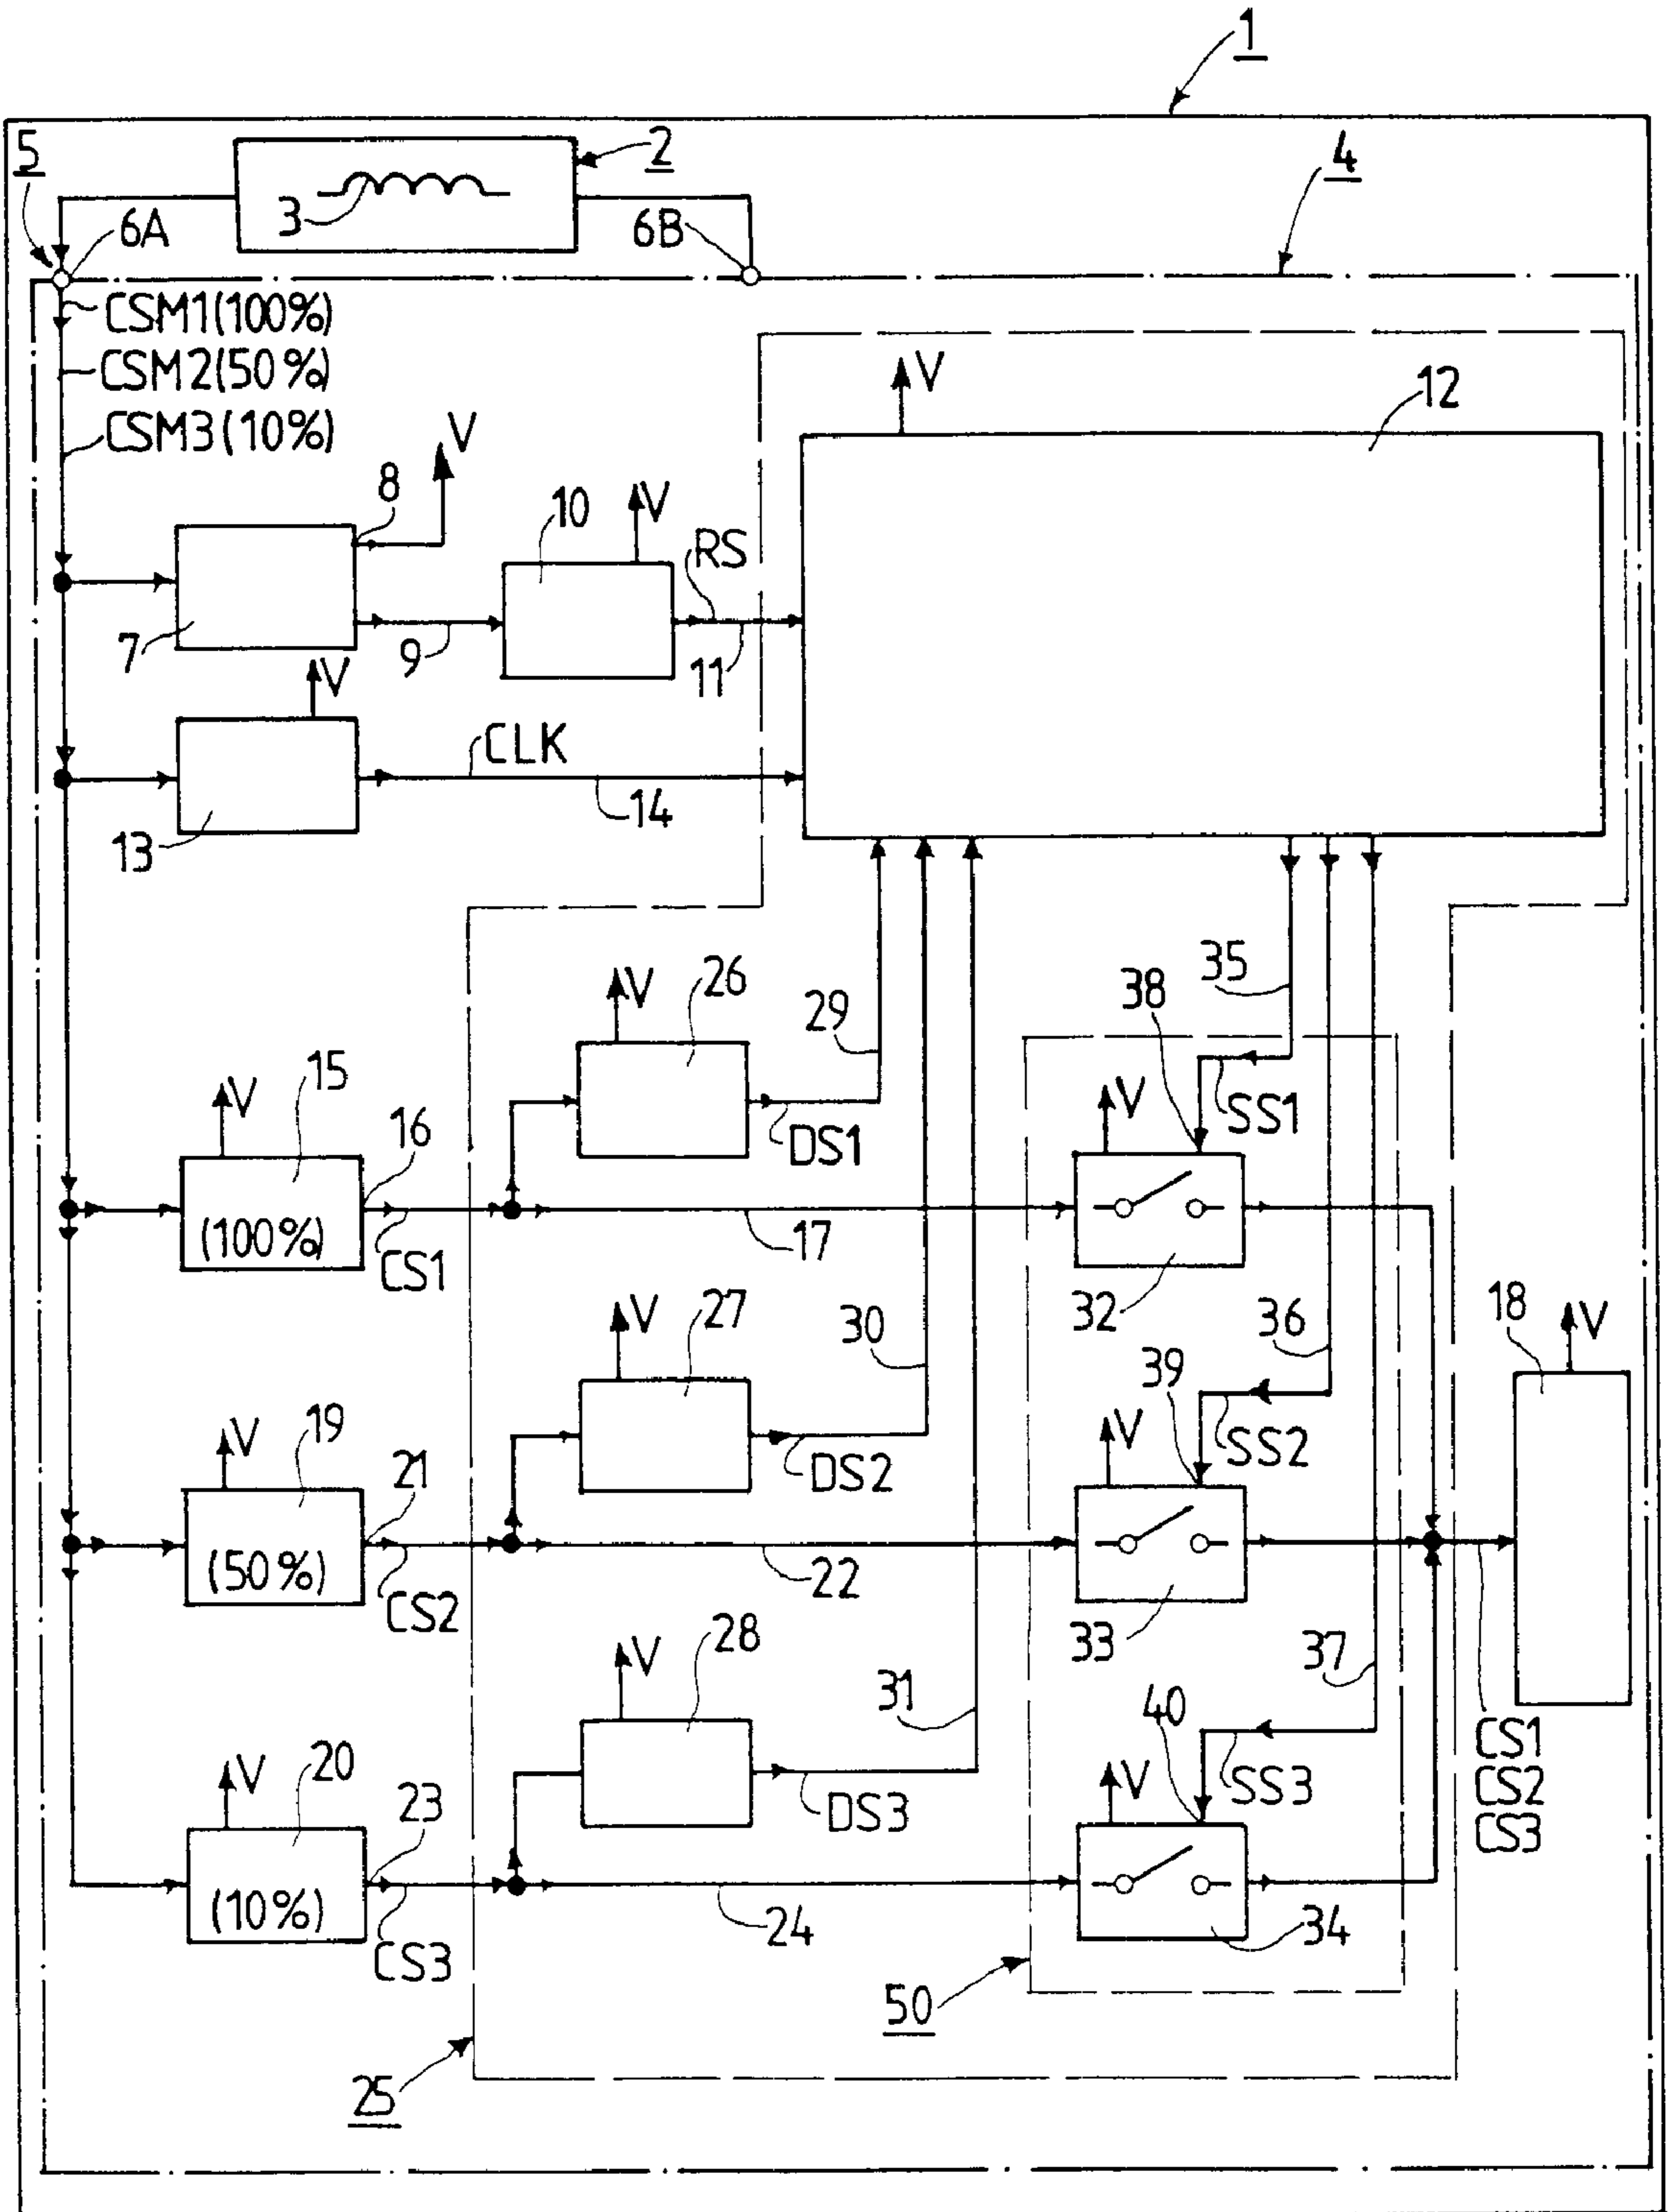 1
5
2
4
3
6A
6B
CSM1(100%)
CSM2(50%)
CSM3(10%)
V
12
V
8
10
V
RS
7
9
11
V
CLK
13
14
35
V
26
38
29
V
15
16
V
SS1
DS1
(100%)
CS1
17
32
V
27
30
36
18
V
39
V
19
21
V
SS2
DS2
(50%)
CS2
22
33
V
28
37
31
40
V
20
23
V
SS3
DS3
CS1
CS2
CS3
(10%)
CS3
24
34
50
25